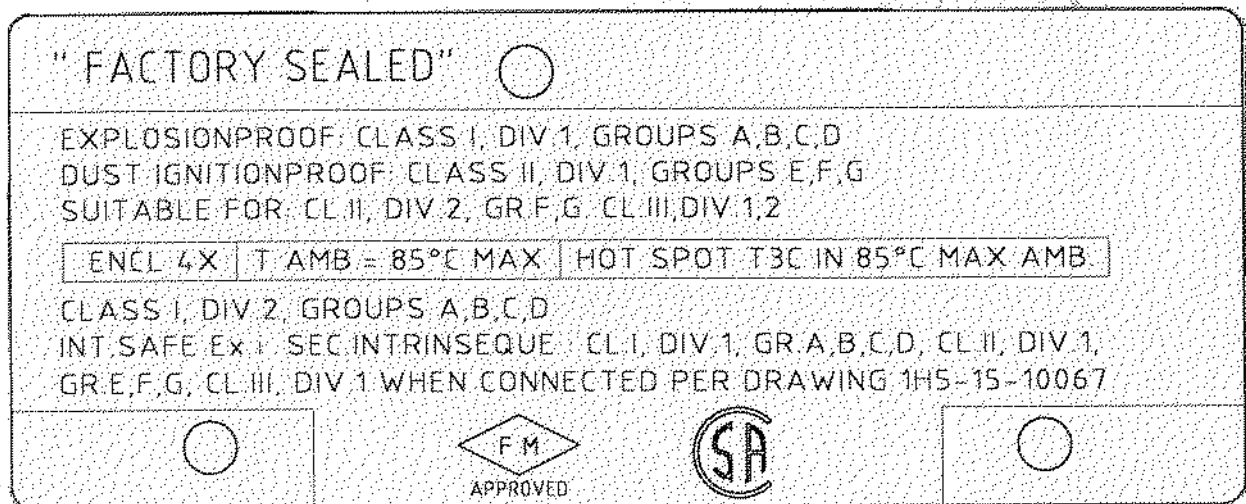 " FACTORY SEALED"
EXPLOSIONPROOF: CLASS I, DIV.1, GROUPS A,B,C,D
DUST IGNITIONPROOF: CLASS II, DIV.1, GROUPS E,F,G
SUITABLE FOR: CL.II, DIV.2, GR.F,G. CL.III,DIV.1,2
ENCL 4X T AMB = 85°C MAX HOT SPOT T3C IN 85°C MAX AMB.
CLASS I, DIV.2, GROUPS A,B,C,D
INT.SAFE Ex i SEC.INTRINSEQUE : CL.I, DIV.1, GR.A,B,C,D, CL.II, DIV.1,
GR.E,F,G, CL.III, DIV.1 WHEN CONNECTED PER DRAWING 1H5-15-10067
FM
APPROVED
SA